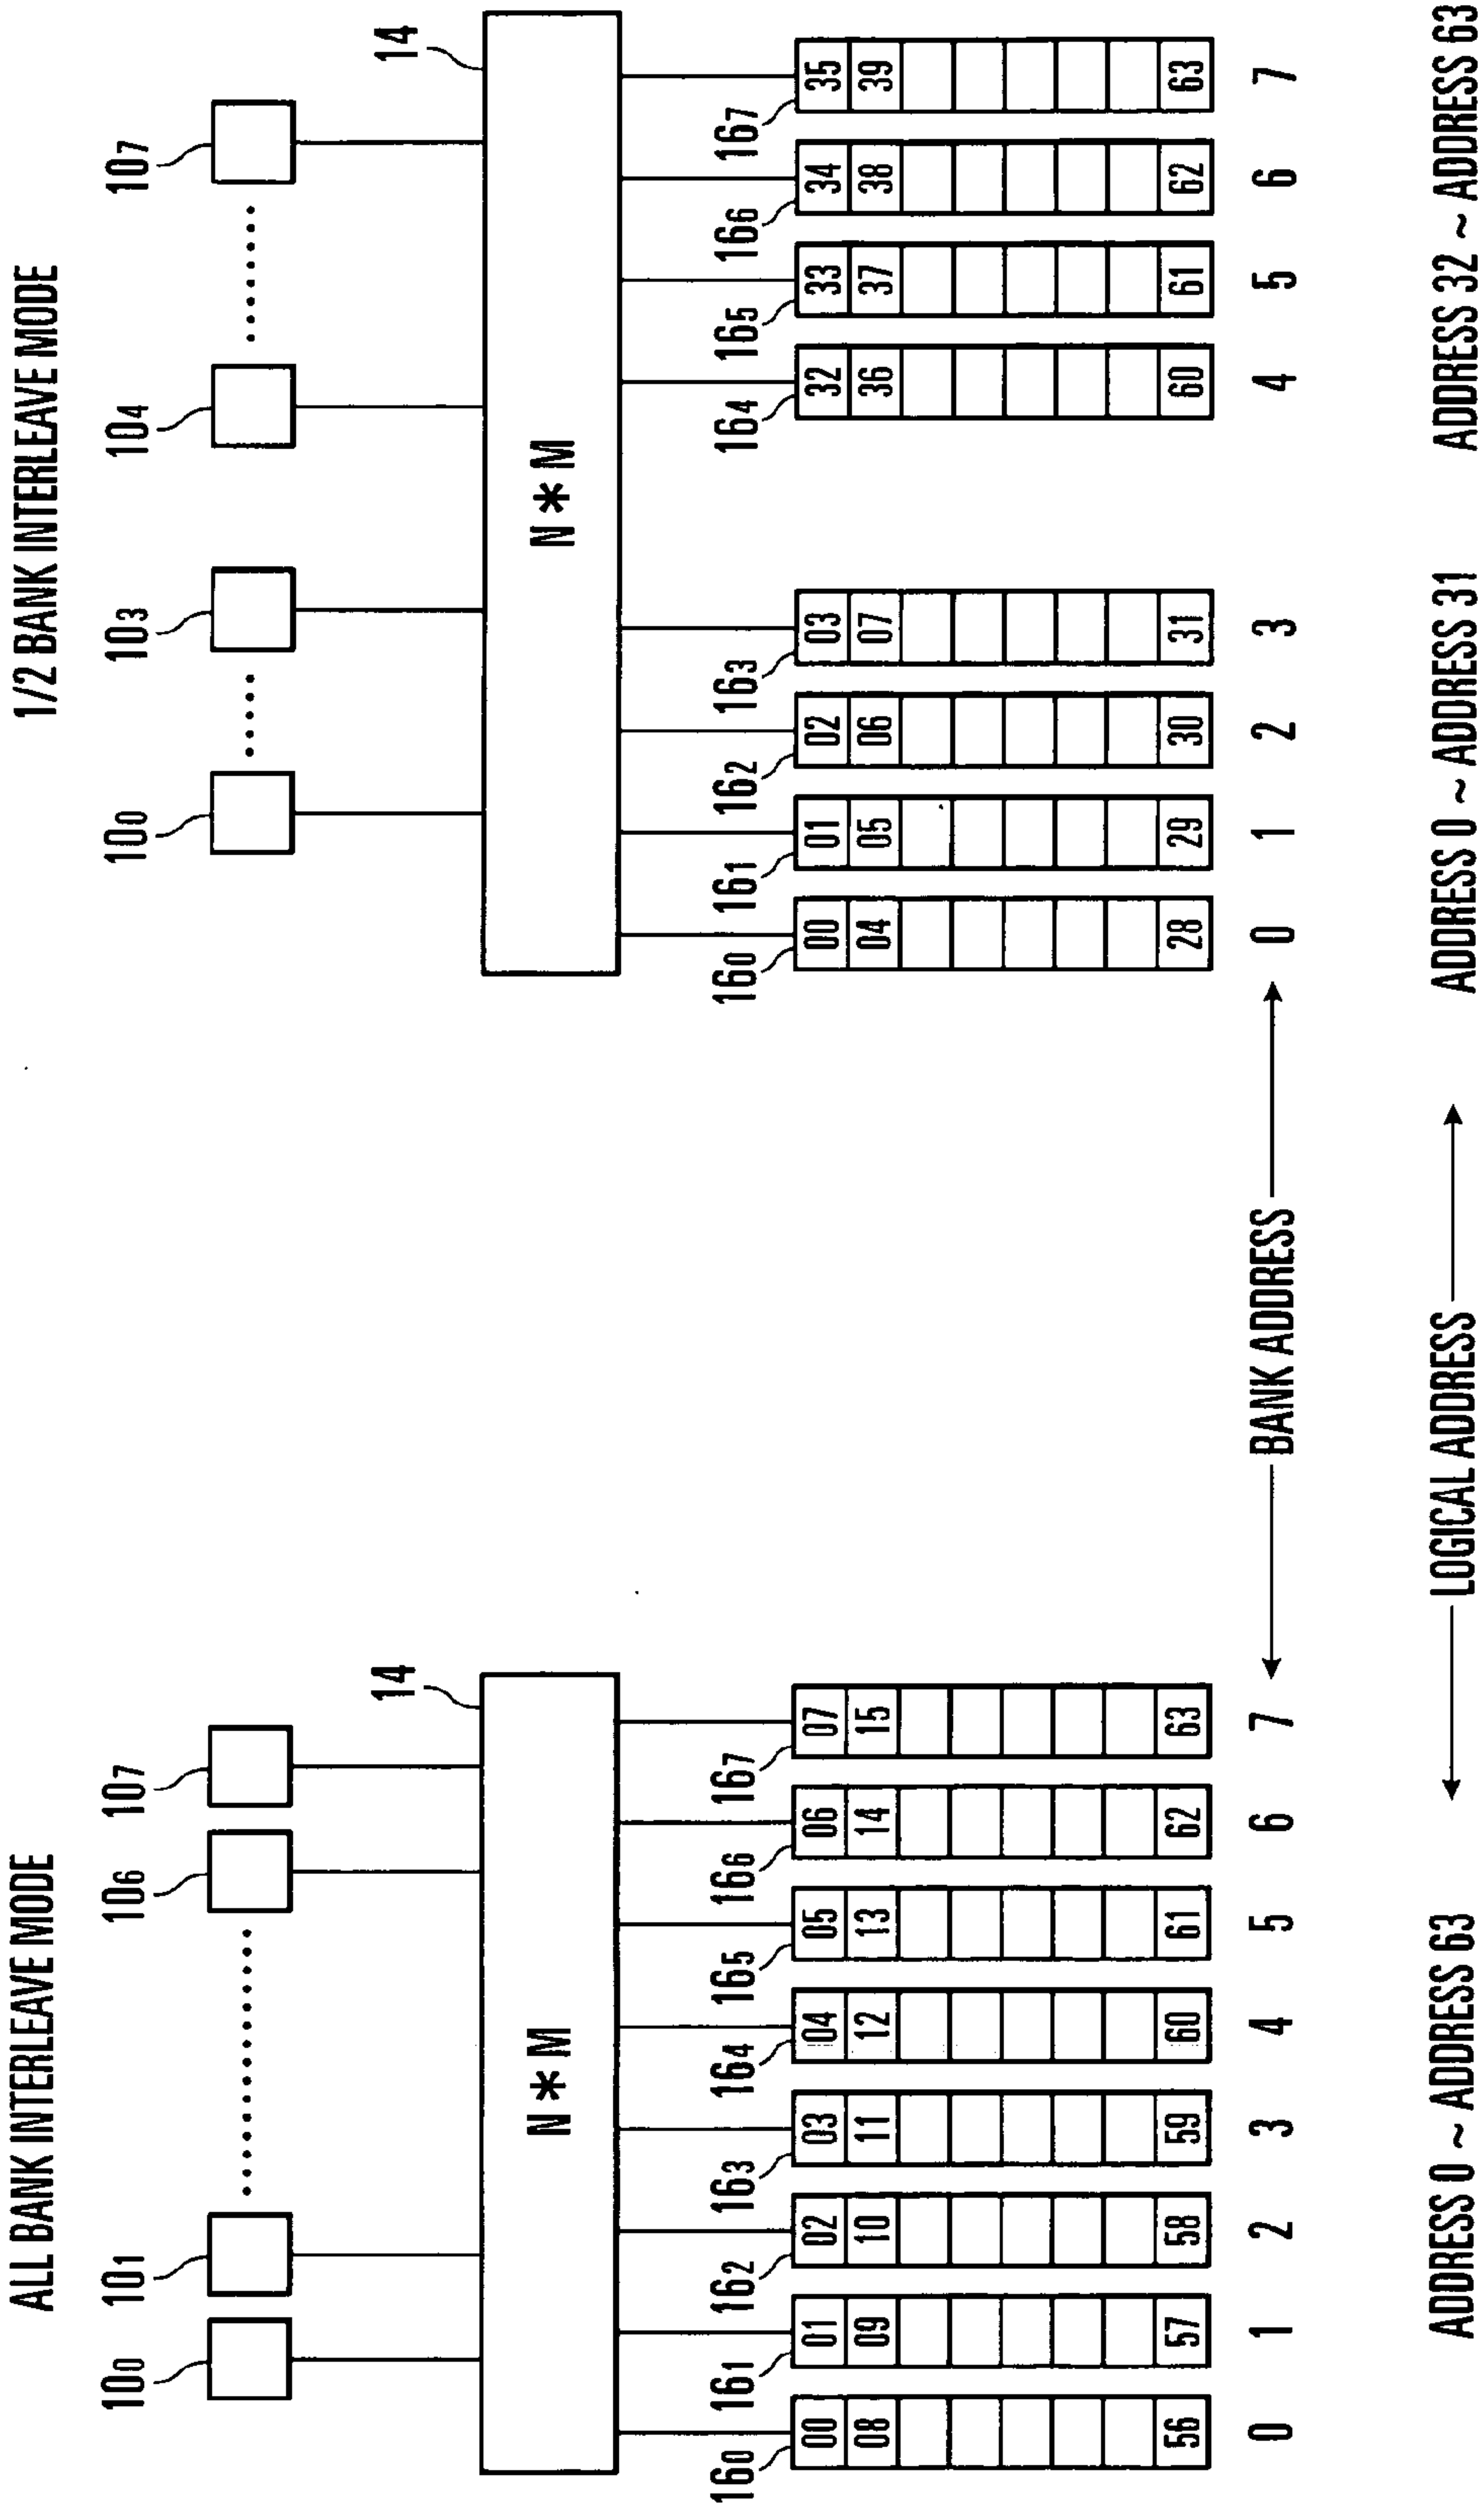 ALL BANK INTERLEAVE MODE
10₀ 10₁ 10₆ 10₇
14
N * M
16₀ 16₁ 16₂ 16₃ 16₄ 16₅ 16₆ 16₇
00 01 02 03 04 05 06 07
08 09 10 11 12 13 14 15
56 57 58 59 60 61 62 63
0 1 2 3 4 5 6 7
ADDRESS 0 ~ ADDRESS 63
BANK ADDRESS
LOGICAL ADDRESS
1/2 BANK INTERLEAVE MODE
10₀ 10₃ 10₄ 10₇
14
N * M
16₀ 16₁ 16₂ 16₃ 16₄ 16₅ 16₆ 16₇
00 01 02 03 32 33 34 35
04 05 06 07 36 37 38 39
28 29 30 31 60 61 62 63
0 1 2 3 4 5 6 7
ADDRESS 0 ~ ADDRESS 31 ADDRESS 32 ~ ADDRESS 63